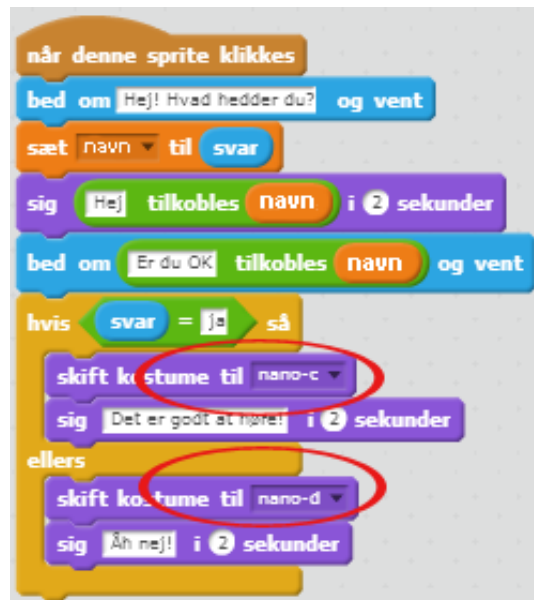 når denne sprite klikkes
bed om Hej! Hvad hedder du? og vent
sæt navn til svar
sig Hej tilkobles navn i 2 sekunder
bed om Er du OK tilkobles navn og vent
hvis svar = ja så
skift kostume til nano-c
sig Det er godt at høre! i 2 sekunder
ellers
skift kostume til nano-d
sig Åh nej! i 2 sekunder